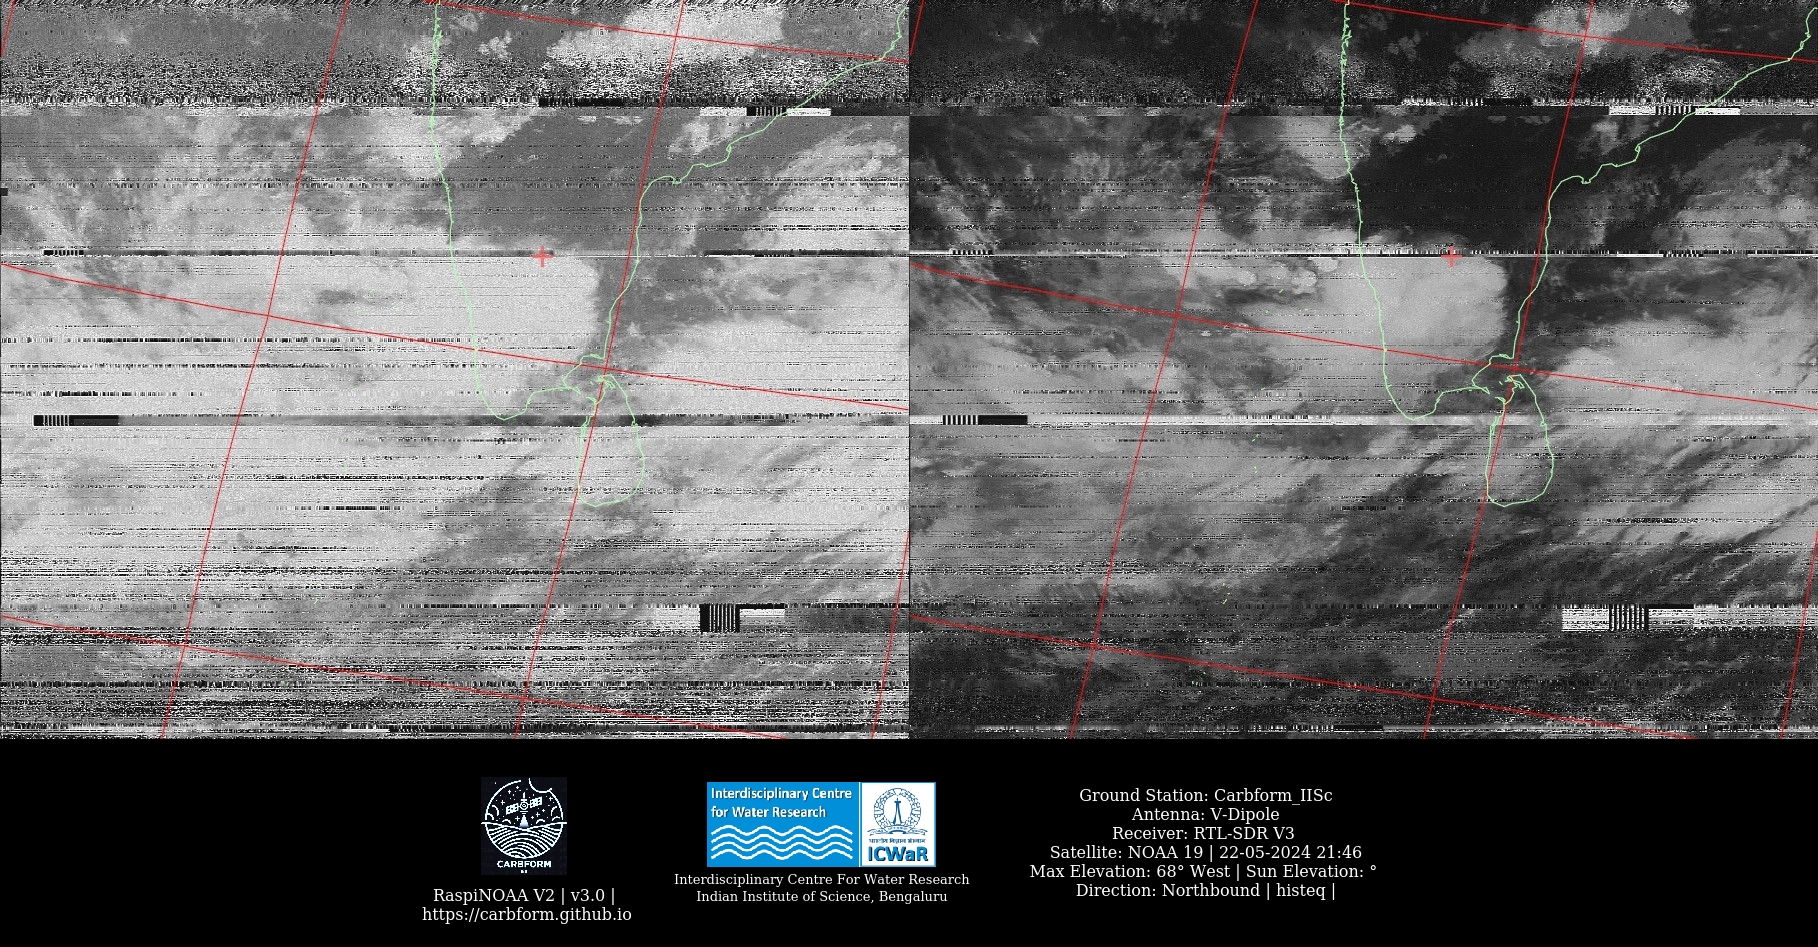 CARBFORM
RaspiNOAA V2 | v3.0 |
https://carbform.github.io
Interdisciplinary Centre
for Water Research
ICWaR
Interdisciplinary Centre For Water Research
Indian Institute of Science, Bengaluru
Ground Station: Carbform_IISc
Antenna: V-Dipole
Receiver: RTL-SDR V3
Satellite: NOAA 19 | 22-05-2024 21:46
Max Elevation: 68° West | Sun Elevation: °
Direction: Northbound | histeq |